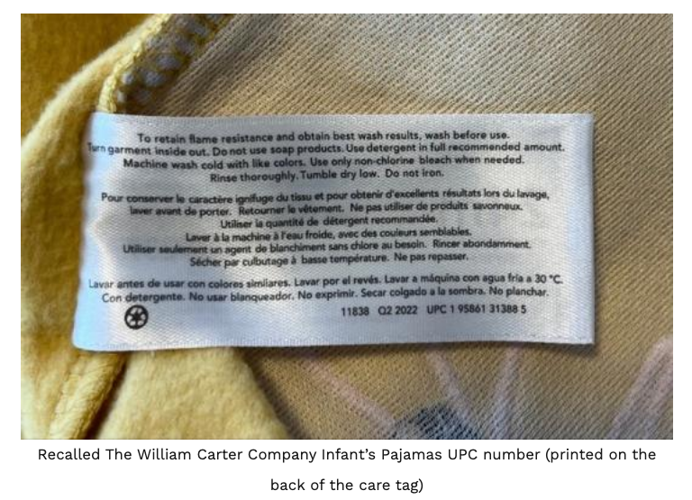 To retain flame resistance and obtain best wash results, wash before use.
Turn garment inside out. Do not use soap products. Use detergent in full recommended amount.
Machine wash cold with like colors. Use only non-chlorine bleach when needed.
Rinse thoroughly. Tumble dry low. Do not iron.
Pour conserver le caractère ignifuge du tissu et pour obtenir d'excellents résultats lors du lavage,
laver avant de porter. Retourner le vêtement. Ne pas utiliser de produits savonneux.
Utiliser la quantité de détergent recommandée.
Laver à la machine à l'eau froide, avec des couleurs semblables.
Utiliser seulement un agent de blanchiment sans chlore au besoin. Rincer abondamment.
Sécher par culbutage à basse température. Ne pas repasser.
Lavar antes de usar con colores similares. Lavar por el revés. Lavar a máquina con agua fría a 30 °C.
Con detergente. No usar blanqueador. No exprimir. Secar colgado a la sombra. No planchar.
11838 Q2 2022 UPC 1 95861 31388 5
Recalled The William Carter Company Infant's Pajamas UPC number (printed on the
back of the care tag)